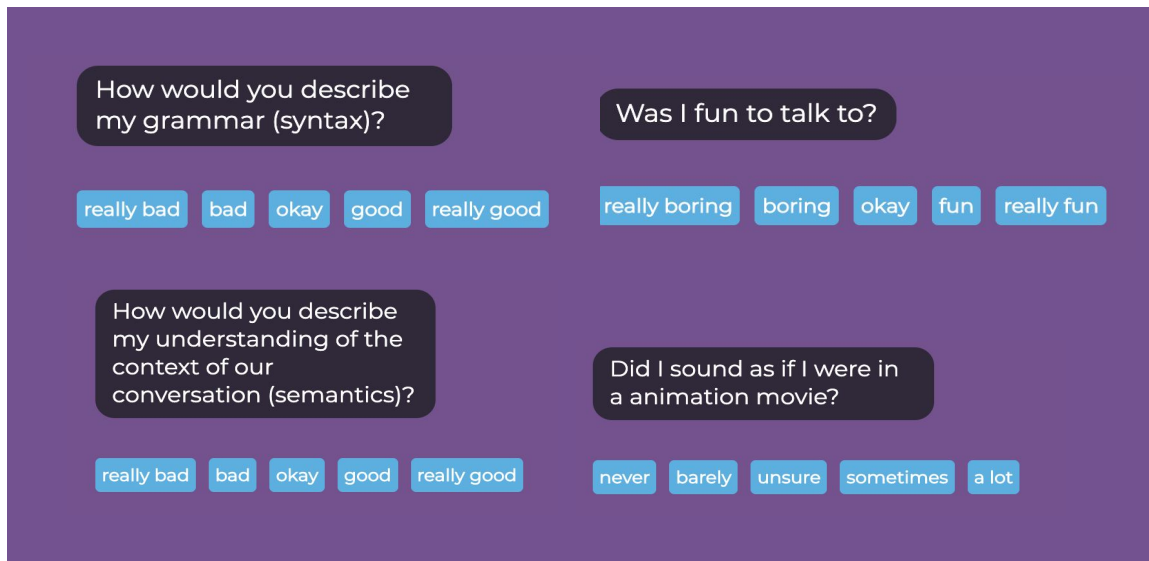 How would you describe
my grammar (syntax)?
really bad bad okay good really good
Was I fun to talk to?
really boring boring okay fun really fun
How would you describe
my understanding of the
context of our
conversation (semantics)?
really bad bad okay good really good
Did I sound as if I were in
a animation movie?
never barely unsure sometimes a lot